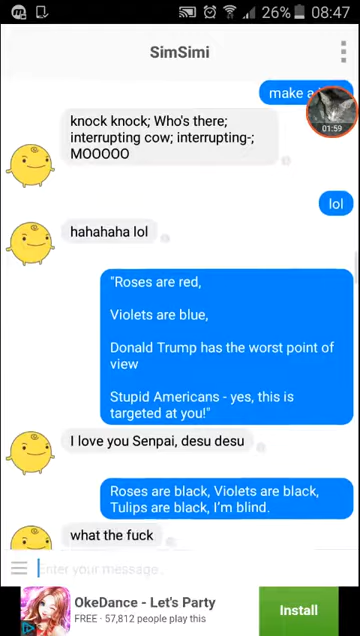 26% 08:47
SimSimi
make a
01:59
knock knock; Who's there;
interrupting cow; interrupting-;
MOOOOO
lol
hahahaha lol
"Roses are red,
Violets are blue,
Donald Trump has the worst point of
view
Stupid Americans - yes, this is
targeted at you!"
I love you Senpai, desu desu
Roses are black, Violets are black,
Tulips are black, I'm blind.
what the fuck
Enter your message..
OkeDance - Let's Party
FREE · 57,812 people play this
Install